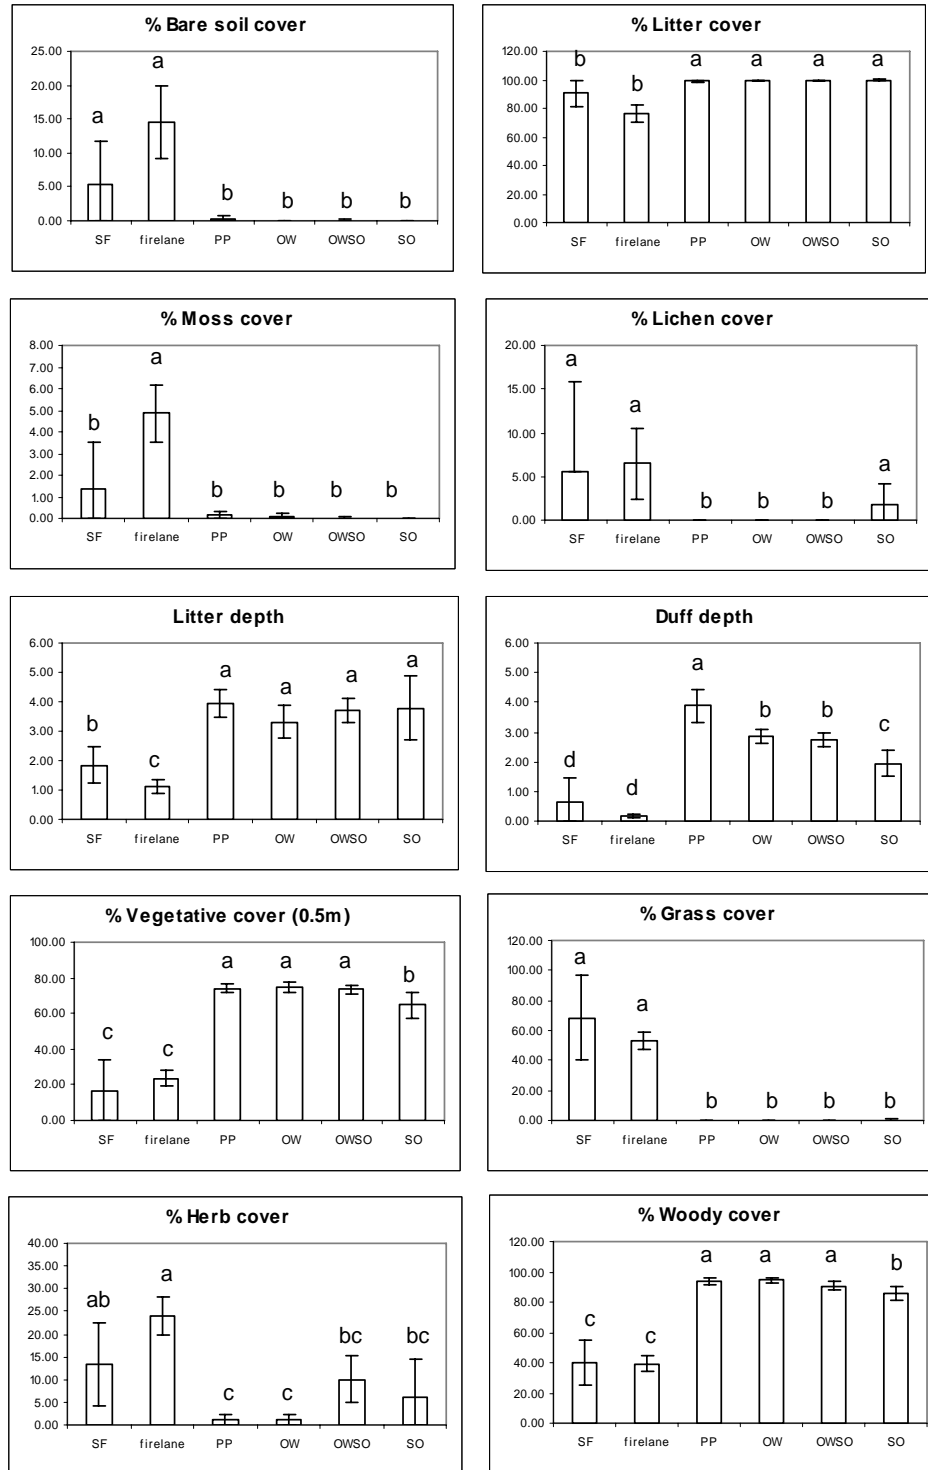 % Bare soil cover
25.00
20.00
15.00
10.00
5.00
0.00
a
a
b
b
b
b
SF firelane PP OW OWSO SO
% Litter cover
120.00
100.00
80.00
60.00
40.00
20.00
0.00
b
b
a
a
a
a
SF firelane PP OW OWSO SO
% Moss cover
8.00
7.00
6.00
5.00
4.00
3.00
2.00
1.00
0.00
b
a
b
b
b
b
SF firelane PP OW OWSO SO
% Lichen cover
20.00
15.00
10.00
5.00
0.00
a
a
b
b
b
a
SF firelane PP OW OWSO SO
Litter depth
6.00
5.00
4.00
3.00
2.00
1.00
0.00
b
c
a
a
a
a
SF firelane PP OW OWSO SO
Duff depth
6.00
5.00
4.00
3.00
2.00
1.00
0.00
d
d
a
b
b
c
SF firelane PP OW OWSO SO
% Vegetative cover (0.5m)
100.00
80.00
60.00
40.00
20.00
0.00
c
c
a
a
a
b
SF firelane PP OW OWSO SO
% Grass cover
120.00
100.00
80.00
60.00
40.00
20.00
0.00
a
a
b
b
b
b
SF firelane PP OW OWSO SO
% Herb cover
40.00
35.00
30.00
25.00
20.00
15.00
10.00
5.00
0.00
ab
a
c
c
bc
bc
SF firelane PP OW OWSO SO
% Woody cover
120.00
100.00
80.00
60.00
40.00
20.00
0.00
c
c
a
a
a
b
SF firelane PP OW OWSO SO